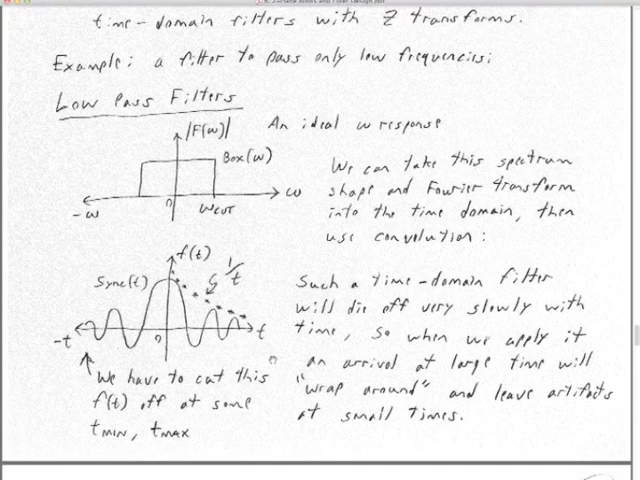 time-domain filters with Z transforms.
Example: a filter to pass only low frequencies:
Low Pass Filters
|F(ω)|
An ideal ω response
Box(ω)
-ω
0
ωCUT
ω
We can take this spectrum
shape and Fourier transform
into the time domain, then
use convolution:
f(t)
1/t
Sync(t)
-t
0
t
Such a time-domain filter
will die off very slowly with
time, so when we apply it
an arrival at large time will
"wrap around" and leave artifacts
at small times.
We have to cut this
f(t) off at some
tMIN, tMAX